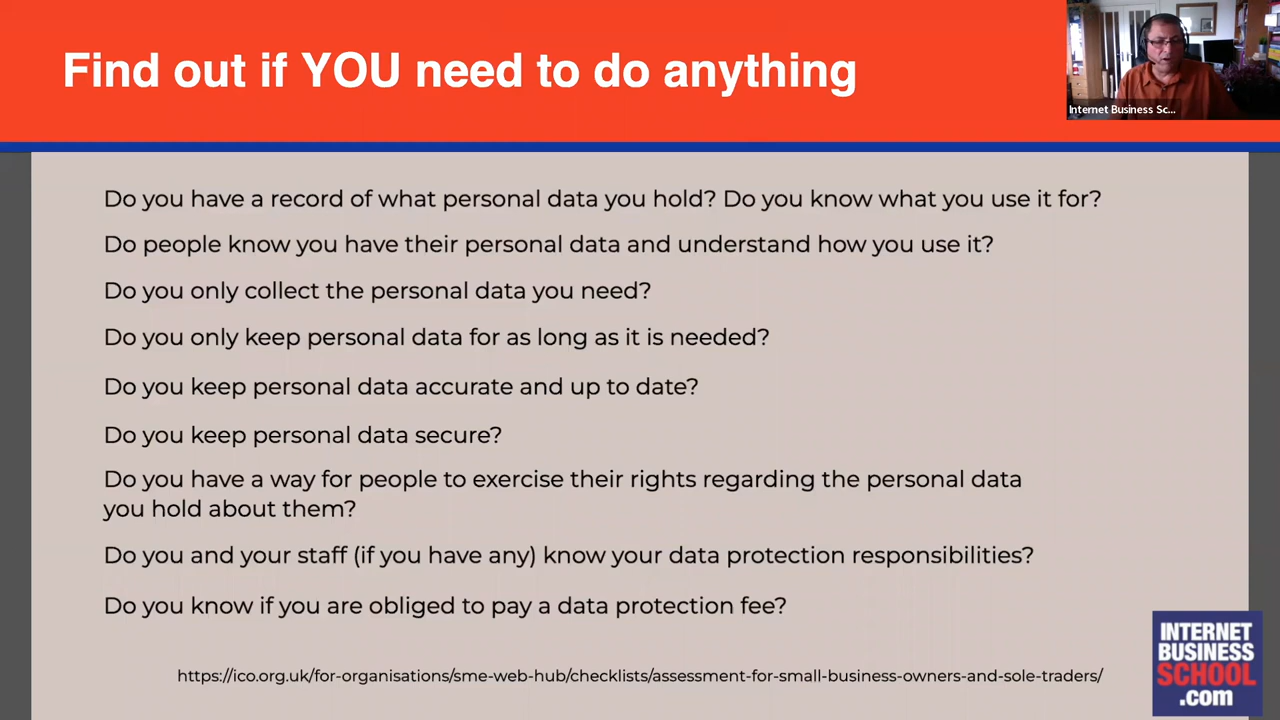 Find out if YOU need to do anything
Internet Business Sc...
Do you have a record of what personal data you hold? Do you know what you use it for?
Do people know you have their personal data and understand how you use it?
Do you only collect the personal data you need?
Do you only keep personal data for as long as it is needed?
Do you keep personal data accurate and up to date?
Do you keep personal data secure?
Do you have a way for people to exercise their rights regarding the personal data
you hold about them?
Do you and your staff (if you have any) know your data protection responsibilities?
Do you know if you are obliged to pay a data protection fee?
https://ico.org.uk/for-organisations/sme-web-hub/checklists/assessment-for-small-business-owners-and-sole-traders/
INTERNET
BUSINESS
SCHOOL
.com